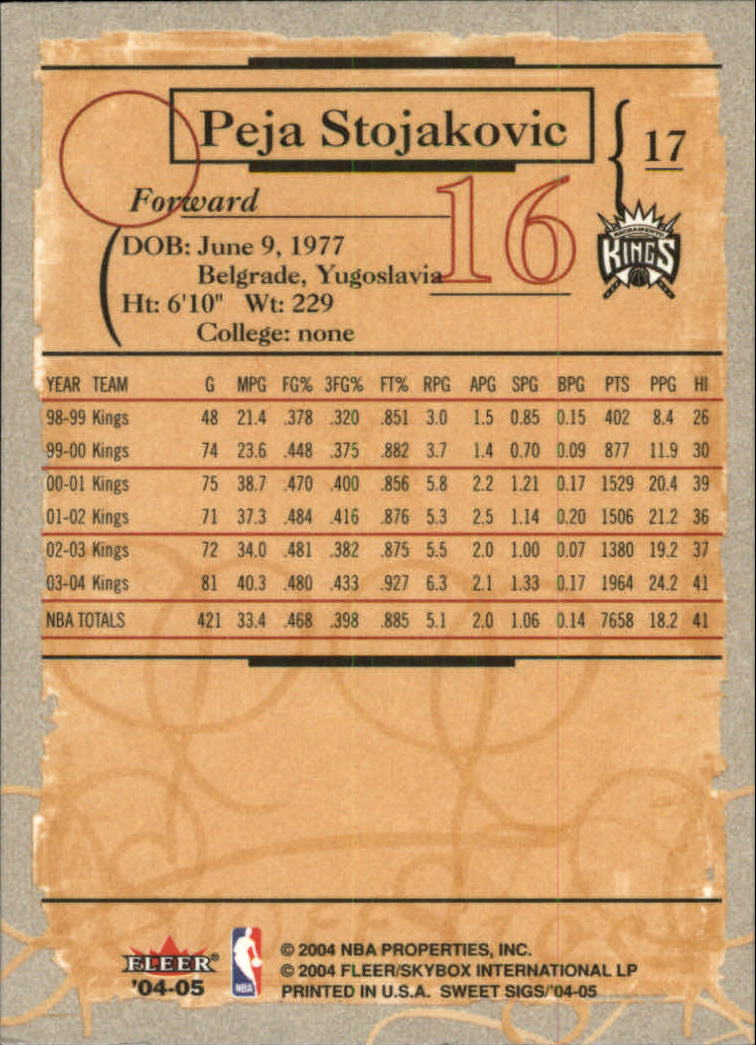 Peja Stojakovic
17
Forward
16
SACRAMENTO
KINGS
DOB: June 9, 1977
Belgrade, Yugoslavia
Ht: 6'10" Wt: 229
College: none
YEAR TEAM G MPG FG% 3FG% FT% RPG APG SPG BPG PTS PPG HI
98-99 Kings 48 21.4 .378 .320 .851 3.0 1.5 0.85 0.15 402 8.4 26
99-00 Kings 74 23.6 .448 .375 .882 3.7 1.4 0.70 0.09 877 11.9 30
00-01 Kings 75 38.7 .470 .400 .856 5.8 2.2 1.21 0.17 1529 20.4 39
01-02 Kings 71 37.3 .484 .416 .876 5.3 2.5 1.14 0.20 1506 21.2 36
02-03 Kings 72 34.0 .481 .382 .875 5.5 2.0 1.00 0.07 1380 19.2 37
03-04 Kings 81 40.3 .480 .433 .927 6.3 2.1 1.33 0.17 1964 24.2 41
NBA TOTALS 421 33.4 .468 .398 .885 5.1 2.0 1.06 0.14 7658 18.2 41
FLEER®
'04-05
NBA
© 2004 NBA PROPERTIES, INC.
© 2004 FLEER/SKYBOX INTERNATIONAL LP
PRINTED IN U.S.A. SWEET SIGS/'04-05